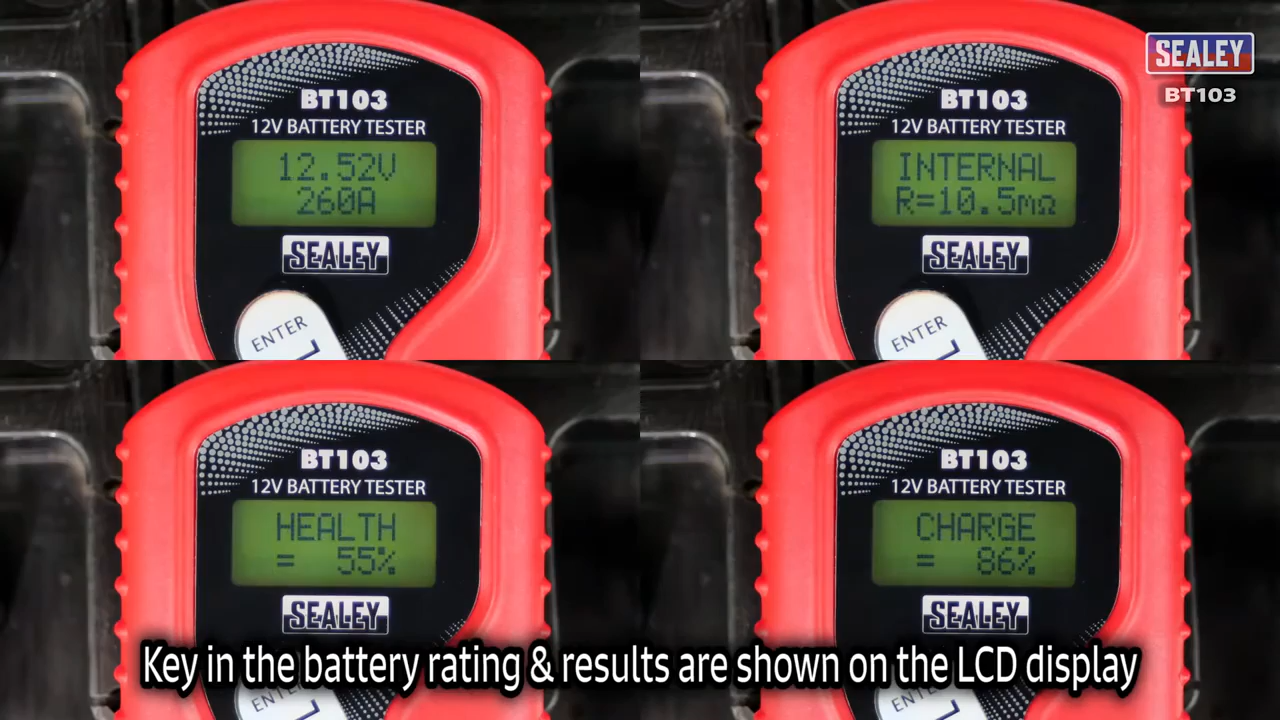 BT103
12V BATTERY TESTER
12.52V
260A
SEALEY
ENTER
BT103
12V BATTERY TESTER
INTERNAL
R=10.5mΩ
SEALEY
ENTER
SEALEY
BT103
BT103
12V BATTERY TESTER
HEALTH
= 55%
SEALEY
ENTER
BT103
12V BATTERY TESTER
CHARGE
= 86%
SEALEY
ENTER
Key in the battery rating & results are shown on the LCD display